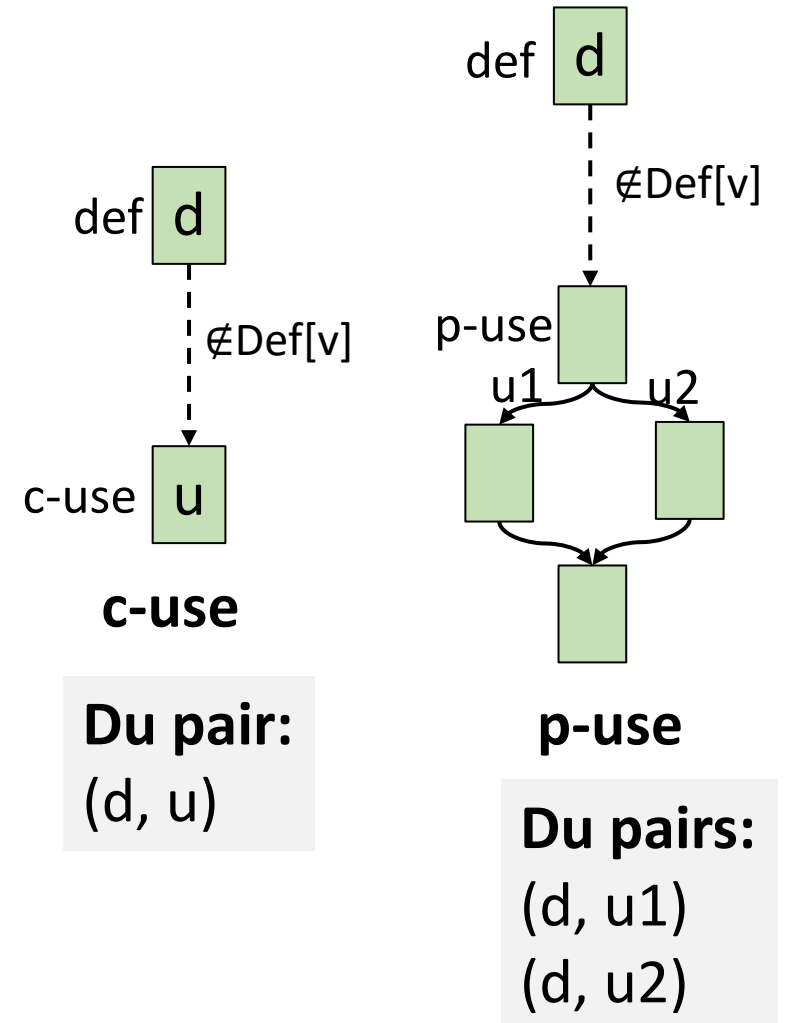 def d
∉Def[v]
c-use u
c-use
Du pair:
(d, u)
def d
∉Def[v]
p-use
u1 u2
p-use
Du pairs:
(d, u1)
(d, u2)